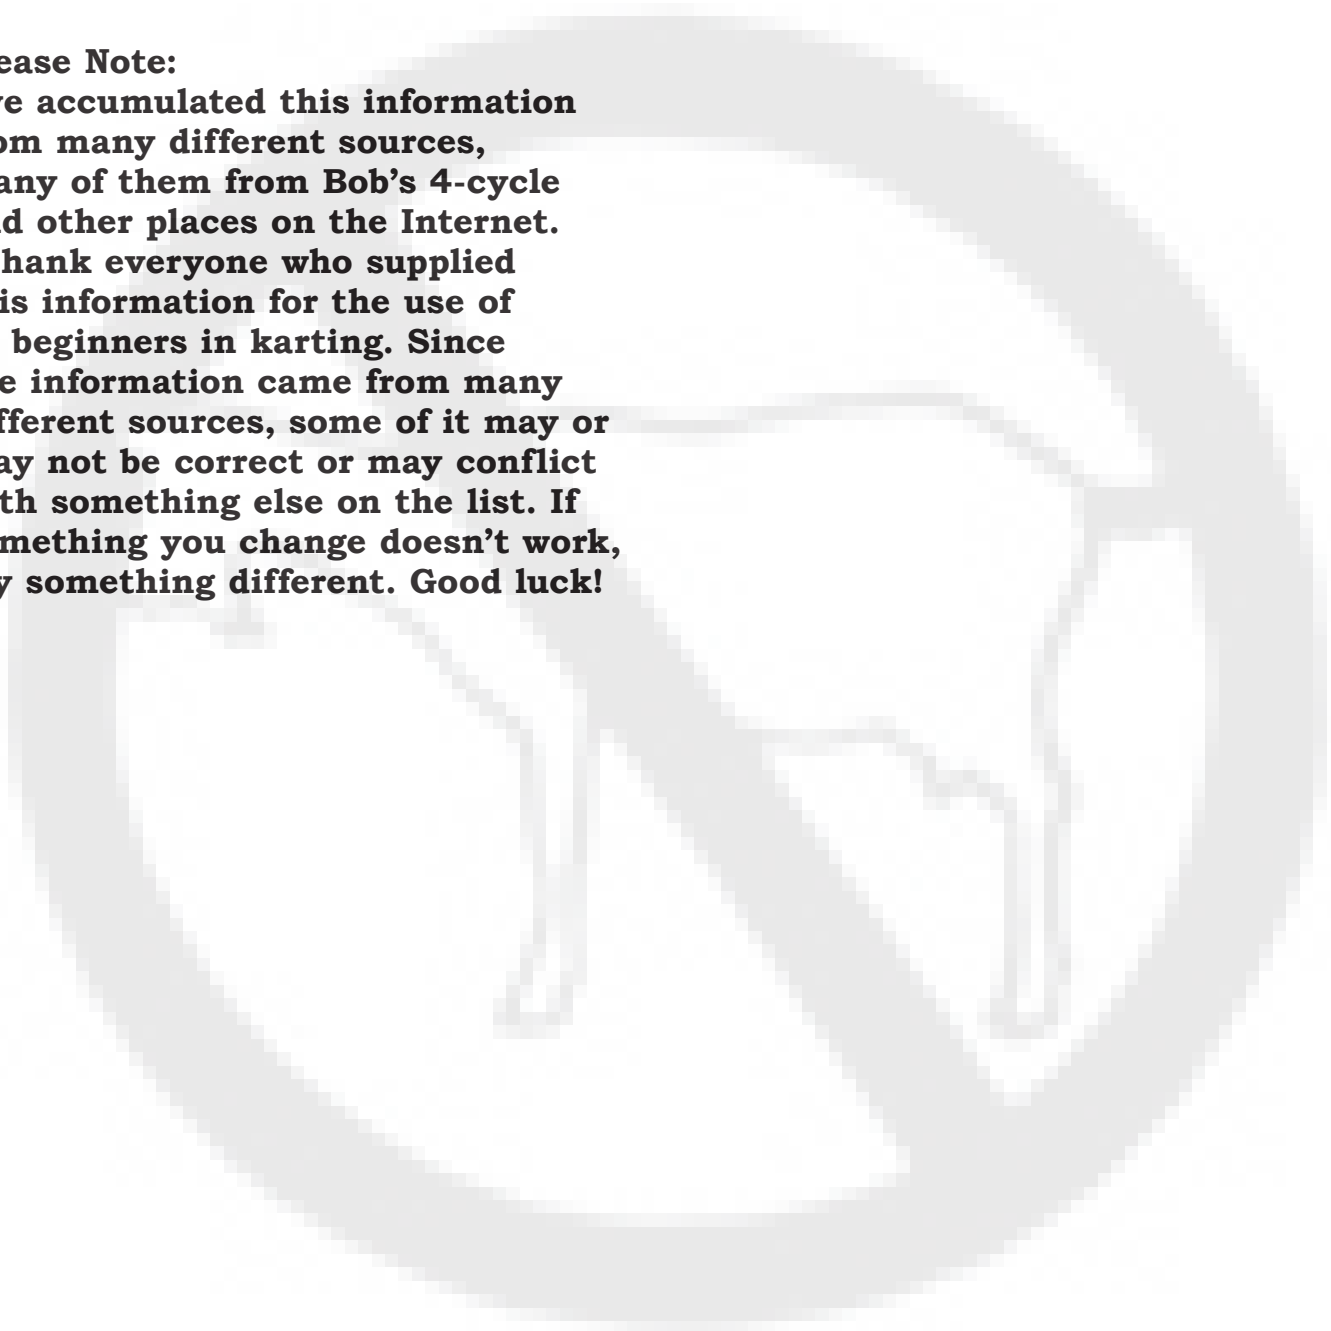 ease Note:
ve accumulated this information
om many different sources,
any of them from Bob’s 4-cycle
d other places on the Internet.
hank everyone who supplied
is information for the use of
beginners in karting. Since
e information came from many
fferent sources, some of it may or
ay not be correct or may conflict
th something else on the list. If
mething you change doesn’t work,
y something different. Good luck!